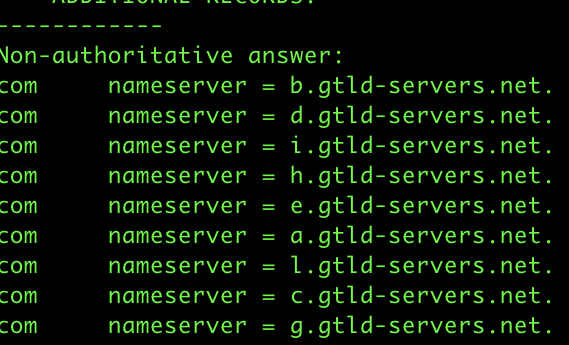 ADDITIONAL RECORDS:
------------
Non-authoritative answer:
com	nameserver = b.gtld-servers.net.
com	nameserver = d.gtld-servers.net.
com	nameserver = i.gtld-servers.net.
com	nameserver = h.gtld-servers.net.
com	nameserver = e.gtld-servers.net.
com	nameserver = a.gtld-servers.net.
com	nameserver = l.gtld-servers.net.
com	nameserver = c.gtld-servers.net.
com	nameserver = g.gtld-servers.net.